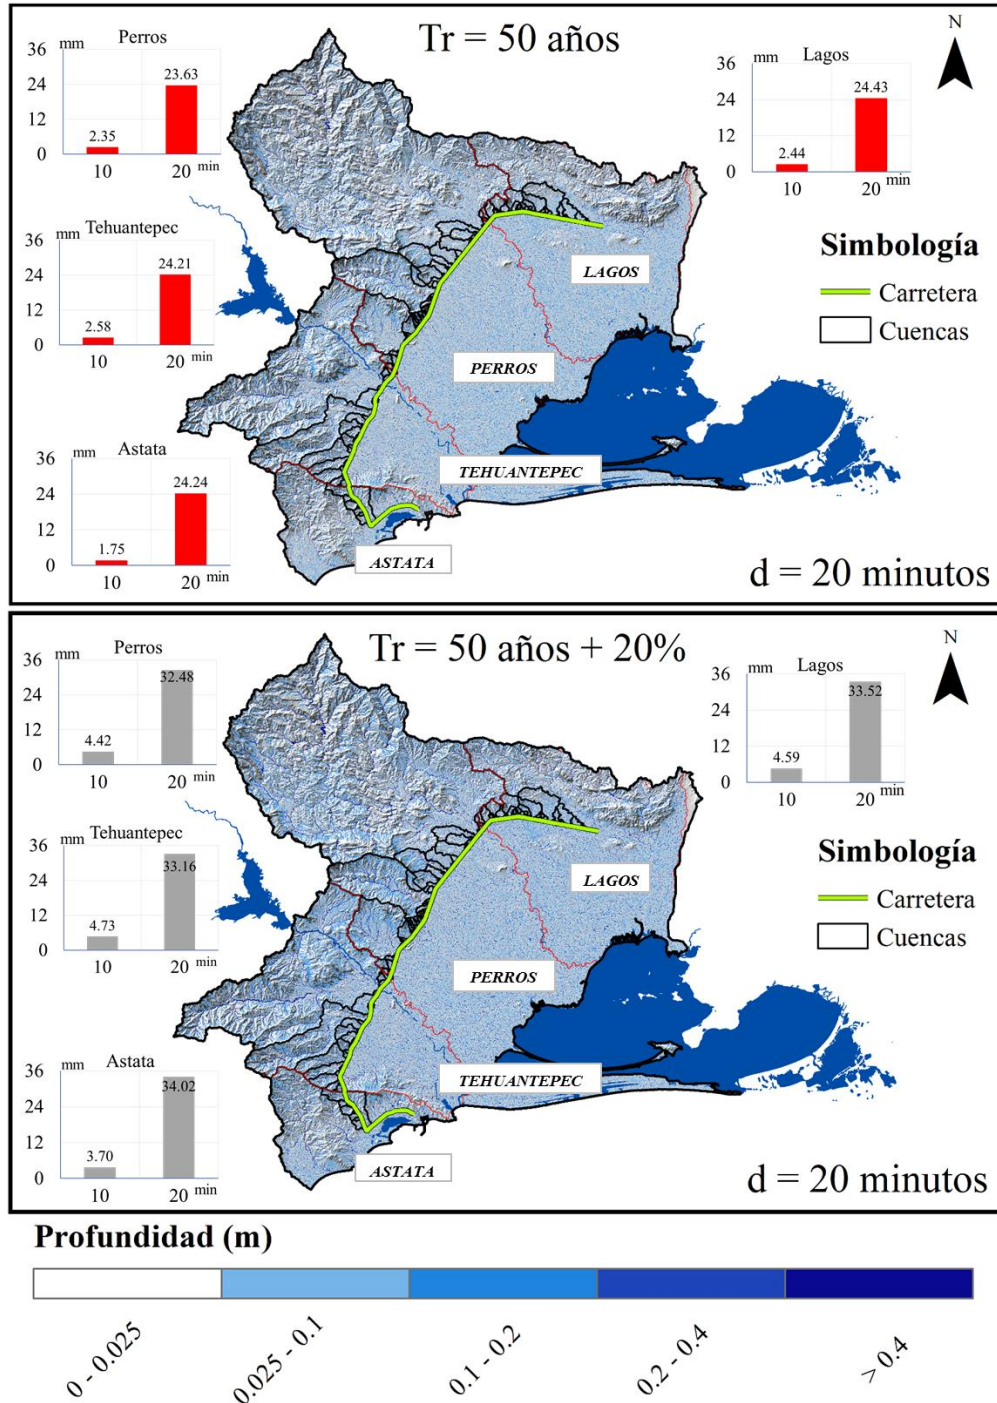 Tr = 50 años
Perros
mm
36
24
12
0
2.35
23.63
10
20
min
Lagos
mm
36
24
12
0
2.44
24.43
10
20
min
N
Tehuantepec
mm
36
24
12
0
2.58
24.21
10
20
min
Simbología
Carretera
Cuencas
LAGOS
PERROS
TEHUANTEPEC
ASTATA
Astata
mm
36
24
12
0
1.75
24.24
10
20
min
d = 20 minutos
Tr = 50 años + 20%
Perros
mm
36
24
12
0
4.42
32.48
10
20
min
Lagos
mm
36
24
12
0
4.59
33.52
10
20
min
N
Tehuantepec
mm
36
24
12
0
4.73
33.16
10
20
min
Simbología
Carretera
Cuencas
LAGOS
PERROS
TEHUANTEPEC
ASTATA
Astata
mm
36
24
12
0
3.70
34.02
10
20
min
d = 20 minutos
Profundidad (m)
0 - 0.025
0.025 - 0.1
0.1 - 0.2
0.2 - 0.4
> 0.4